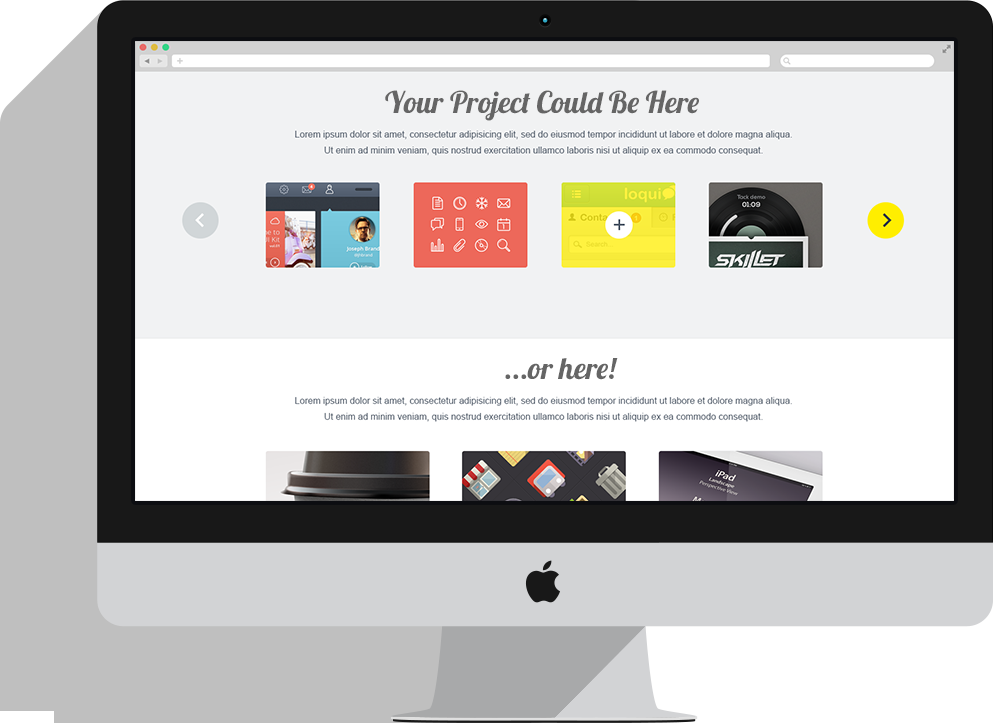 Your Project Could Be Here
Lorem ipsum dolor sit amet, consectetur adipisicing elit, sed do eiusmod tempor incididunt ut labore et dolore magna aliqua.
Ut enim ad minim veniam, quis nostrud exercitation ullamco laboris nisi ut aliquip ex ea commodo consequat.
Joseph Brand
loqui
Conta
Search...
Tack demo
01:09
SKILLET
...or here!
Lorem ipsum dolor sit amet, consectetur adipisicing elit, sed do eiusmod tempor incididunt ut labore et dolore magna aliqua.
Ut enim ad minim veniam, quis nostrud exercitation ullamco laboris nisi ut aliquip ex ea commodo consequat.
iPad
Landscape
Perspective View